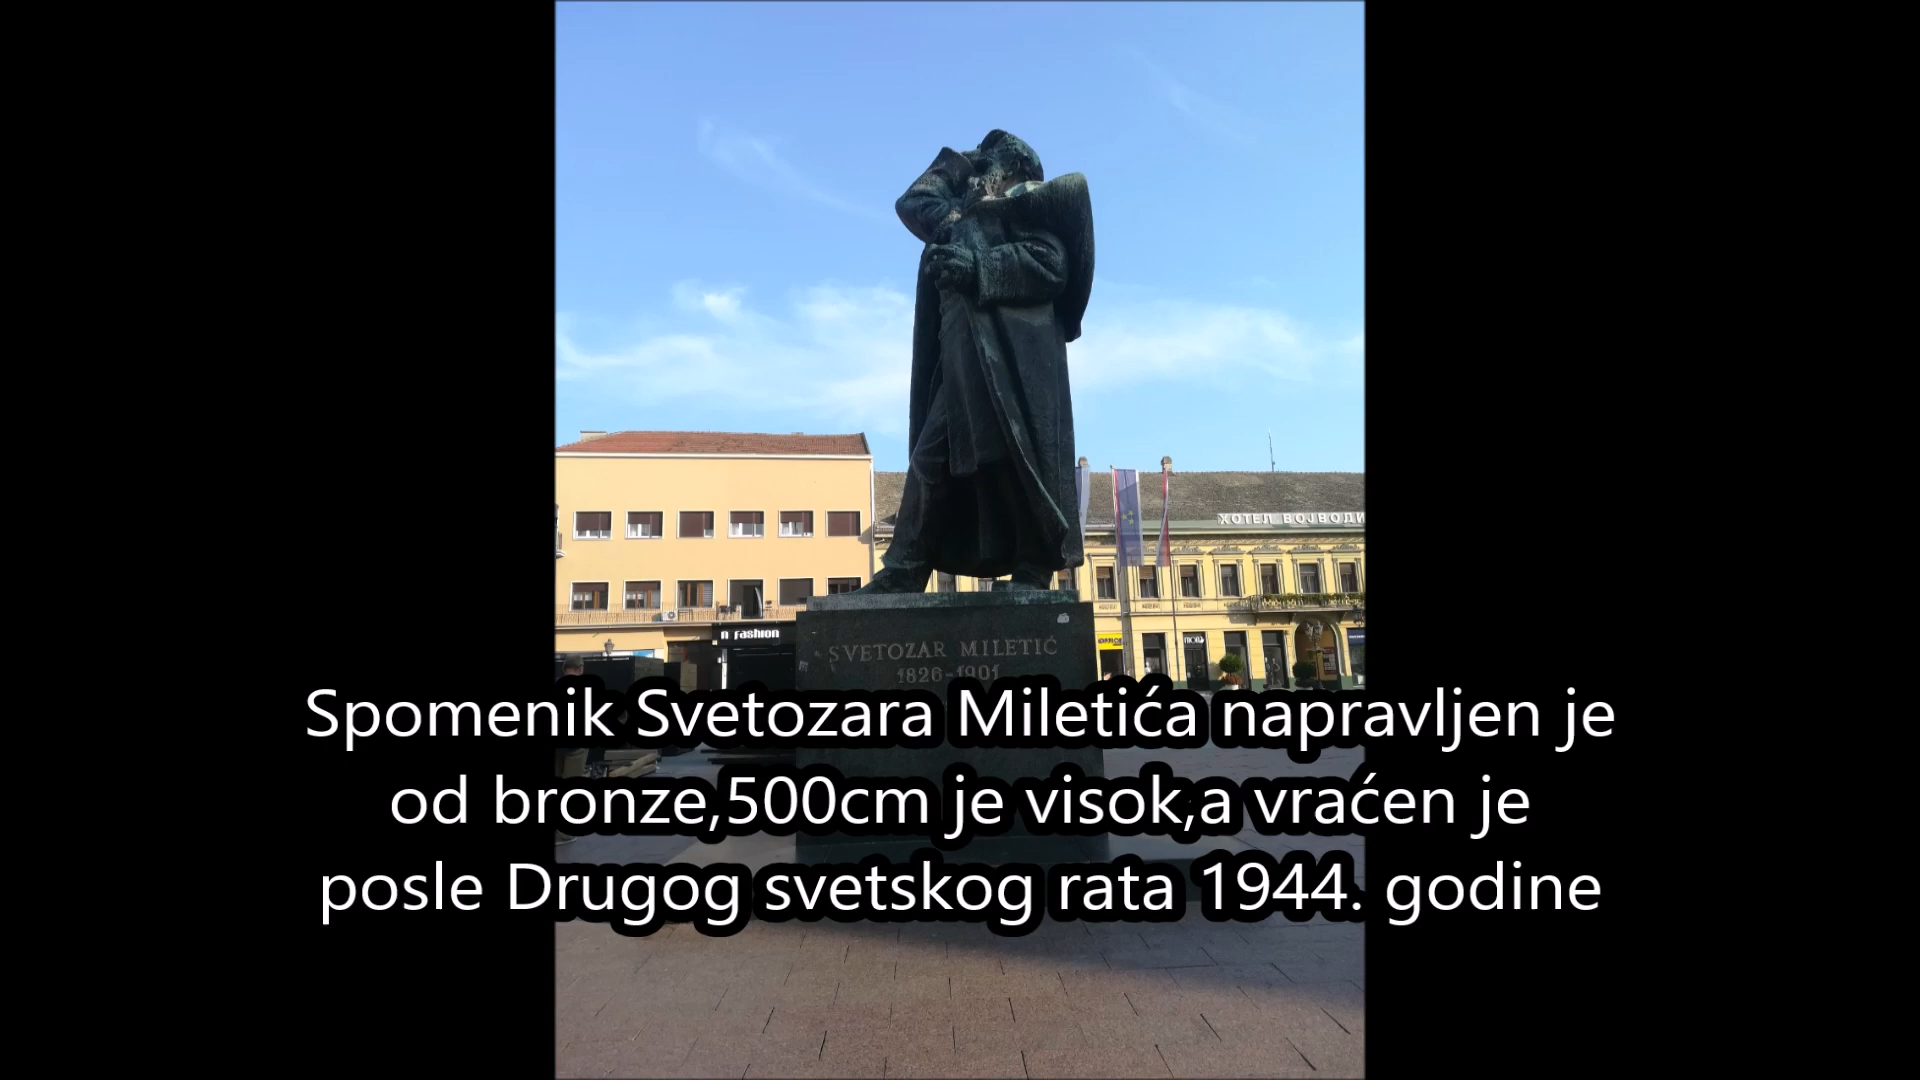 ХОТЕЛ ВОЈВОДИ
n fashion
SVETOZAR MILETIĆ
1826-1901
Spomenik Svetozara Miletića napravljen je
od bronze,500cm je visok,a vraćen je
posle Drugog svetskog rata 1944. godine